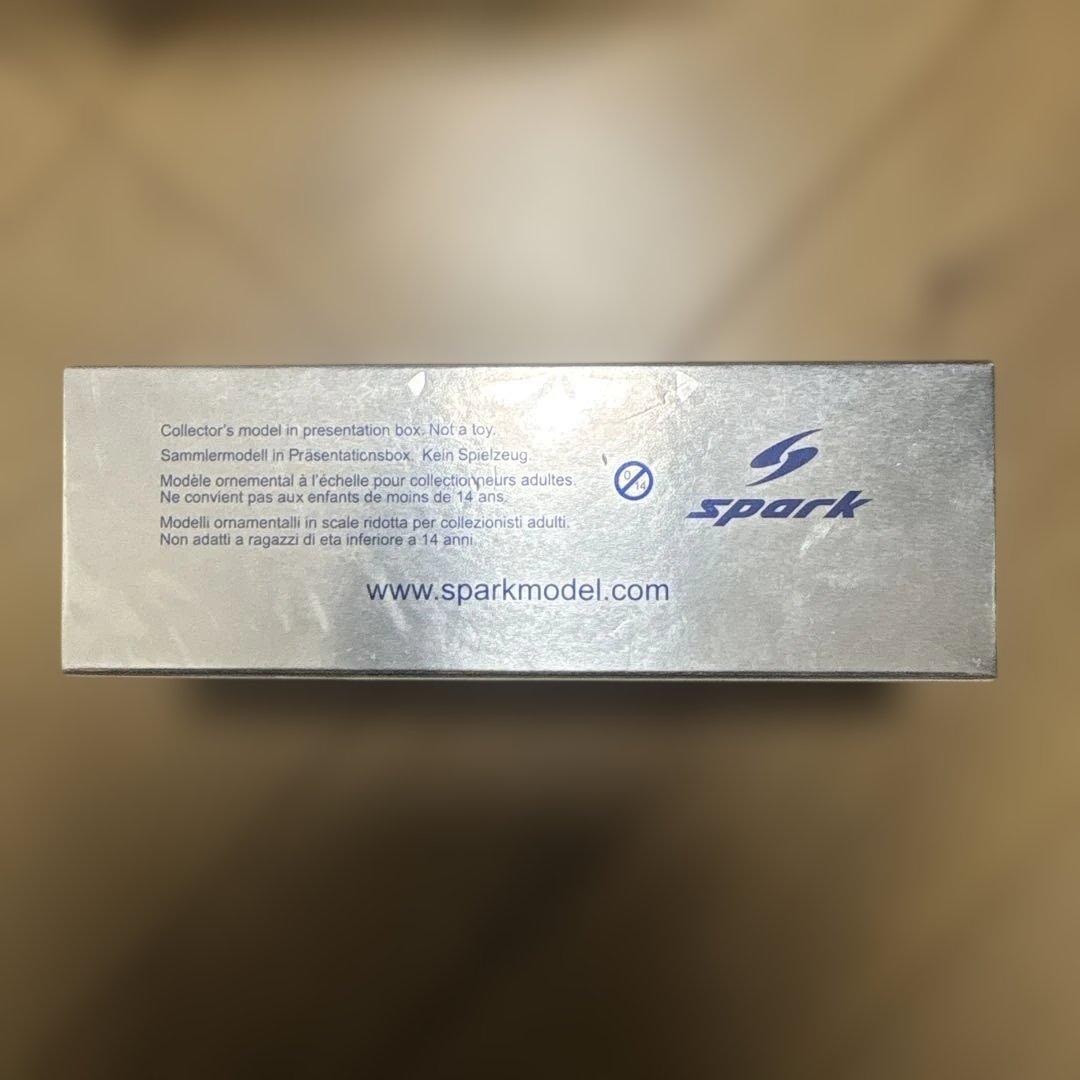 Collector's model in presentation box. Not a toy.
Sammlermodell in Präsentationsbox. Kein Spielzeug.
Modèle ornemental à l'échelle pour collectionneurs adultes.
Ne convient pas aux enfants de moins de 14 ans.
Modelli ornamentalli in scale ridotta per collezionisti adulti.
Non adatti a ragazzi di eta inferiore a 14 anni
0
14
spark
www.sparkmodel.com